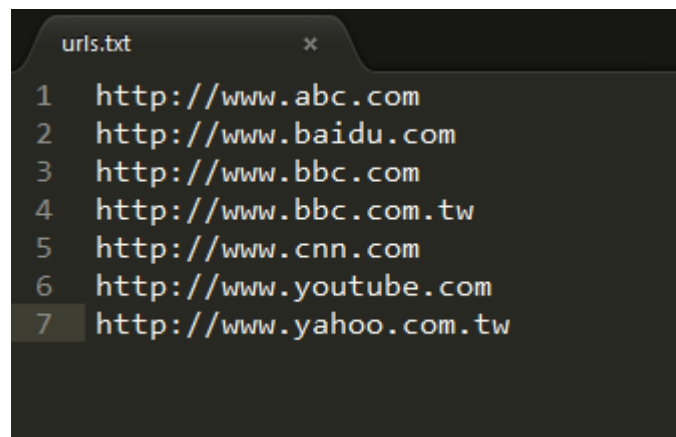 urls.txt ×
1 http://www.abc.com
2 http://www.baidu.com
3 http://www.bbc.com
4 http://www.bbc.com.tw
5 http://www.cnn.com
6 http://www.youtube.com
7 http://www.yahoo.com.tw